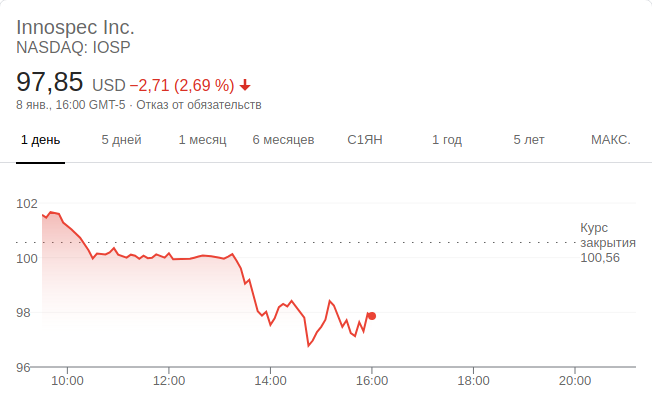 Innospec Inc.
NASDAQ: IOSP
97,85 USD −2,71 (2,69 %)
8 янв., 16:00 GMT-5 · Отказ от обязательств
1 день 5 дней 1 месяц 6 месяцев С1ЯН 1 год 5 лет МАКС.
102
Курс
закрытия
100,56
100
98
96
10:00 12:00 14:00 16:00 18:00 20:00